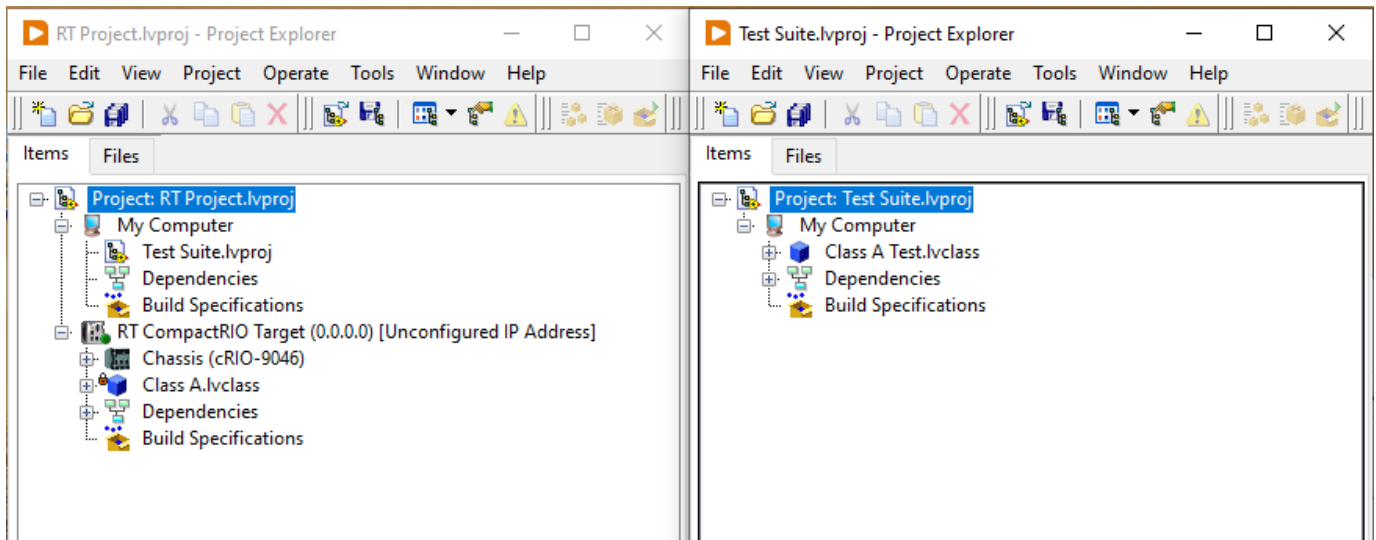 RT Project.lvproj - Project Explorer
File Edit View Project Operate Tools Window Help
Items Files
Project: RT Project.lvproj
My Computer
Test Suite.lvproj
Dependencies
Build Specifications
RT CompactRIO Target (0.0.0.0) [Unconfigured IP Address]
Chassis (cRIO-9046)
Class A.lvclass
Dependencies
Build Specifications
Test Suite.lvproj - Project Explorer
File Edit View Project Operate Tools Window Help
Items Files
Project: Test Suite.lvproj
My Computer
Class A Test.lvclass
Dependencies
Build Specifications